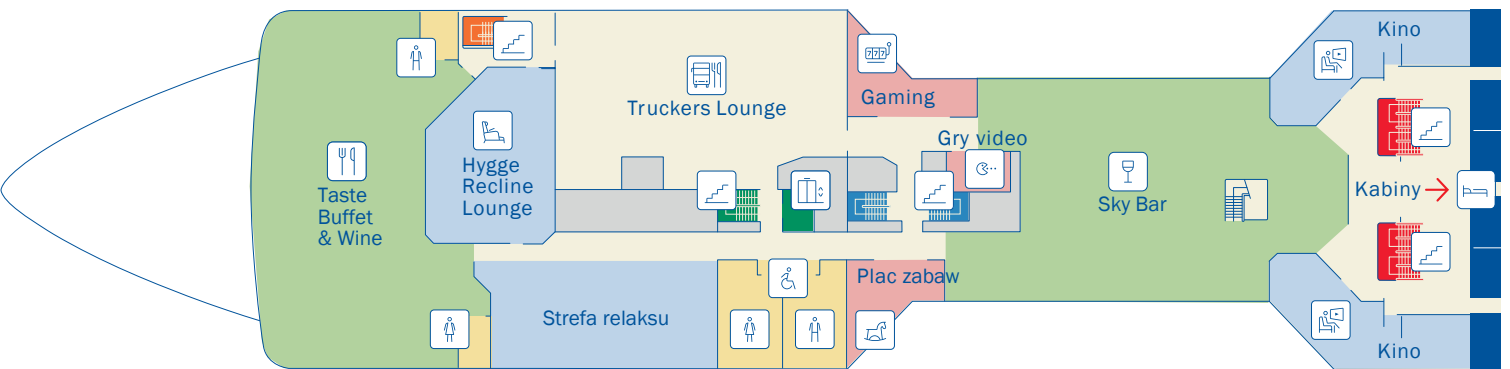 Taste
Buffet
& Wine
Hygge
Recline
Lounge
Truckers Lounge
777
Gaming
Gry video
Strefa relaksu
Plac zabaw
Sky Bar
Kino
Kabiny
Kino